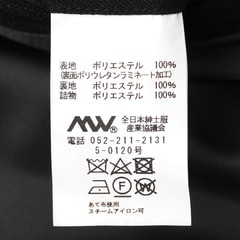 表地 ポリエステル 100%
(裏面ポリウレタンラミネート加工)
裏地 ポリエステル 100%
詰物 ポリエステル 100%
MW® 全日本紳士服
産業協議会
電話 052-211-2131
5-0120号
あて布使用
スチームアイロン可